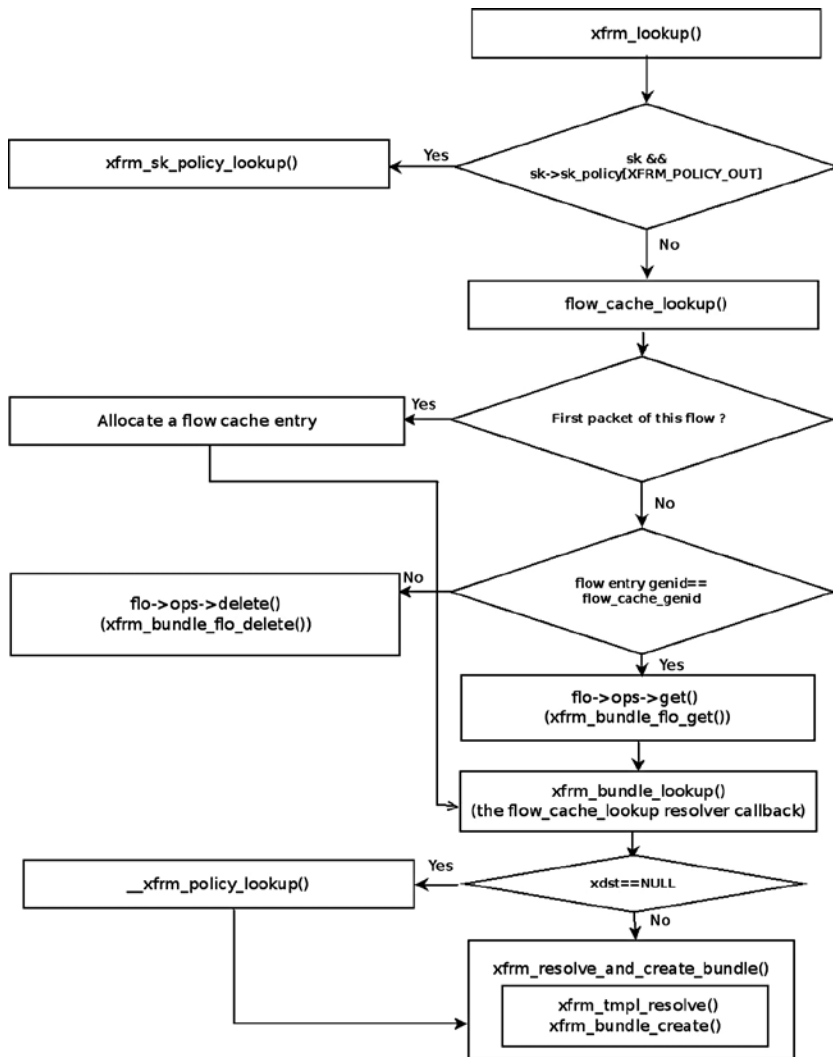 xfrm_lookup()
sk &&
sk->sk_policy[XFRM_POLICY_OUT]
Yes
xfrm_sk_policy_lookup()
No
flow_cache_lookup()
First packet of this flow ?
Yes
Allocate a flow cache entry
No
flow entry genid==
flow_cache_genid
No
flo->ops->delete()
(xfrm_bundle_flo_delete())
Yes
flo->ops->get()
(xfrm_bundle_flo_get())
xfrm_bundle_lookup()
(the flow_cache_lookup resolver callback)
xdst==NULL
Yes
__xfrm_policy_lookup()
No
xfrm_resolve_and_create_bundle()
xfrm_tmpl_resolve()
xfrm_bundle_create()